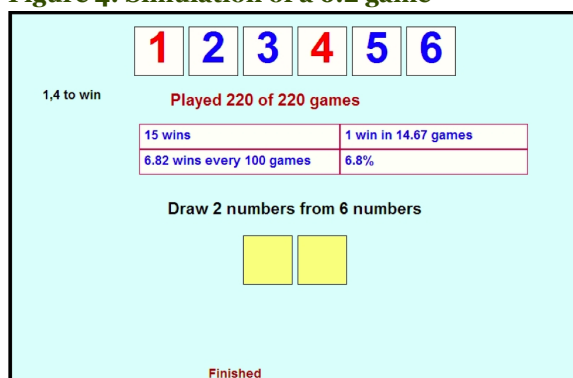 Figure 4: Simulation of a 6:2 game
1 2 3 4 5 6
1,4 to win
Played 220 of 220 games
15 wins 1 win in 14.67 games
6.82 wins every 100 games 6.8%
Draw 2 numbers from 6 numbers
Finished